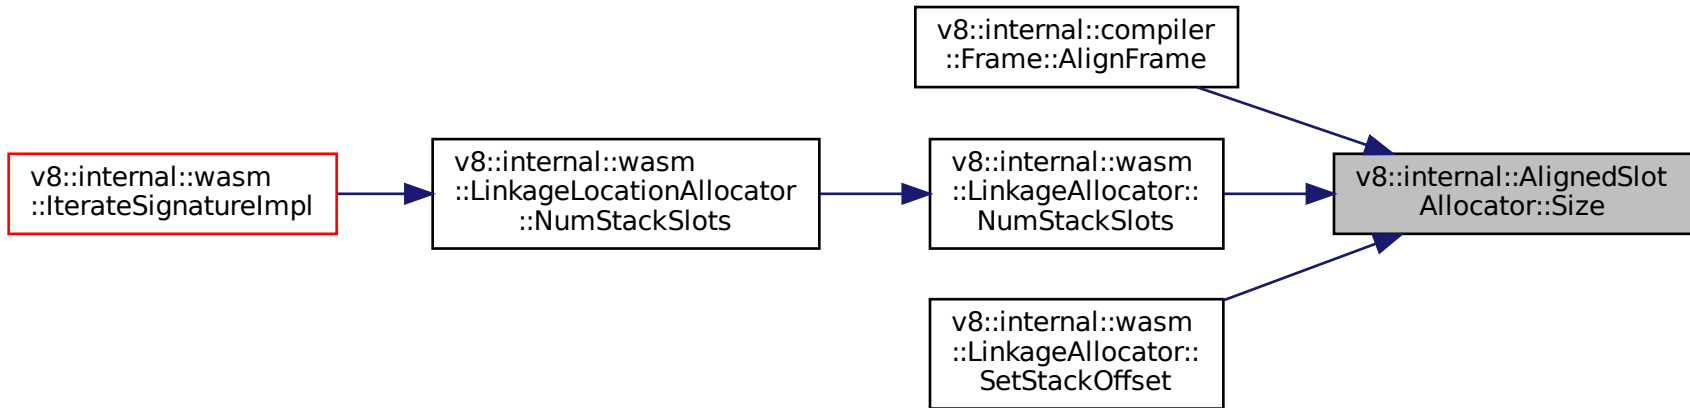 v8::internal::compiler
::Frame::AlignFrame
v8::internal::wasm
::IterateSignatureImpl
v8::internal::wasm
::LinkageLocationAllocator
::NumStackSlots
v8::internal::wasm
::LinkageAllocator::
NumStackSlots
v8::internal::AlignedSlot
Allocator::Size
v8::internal::wasm
::LinkageAllocator::
SetStackOffset